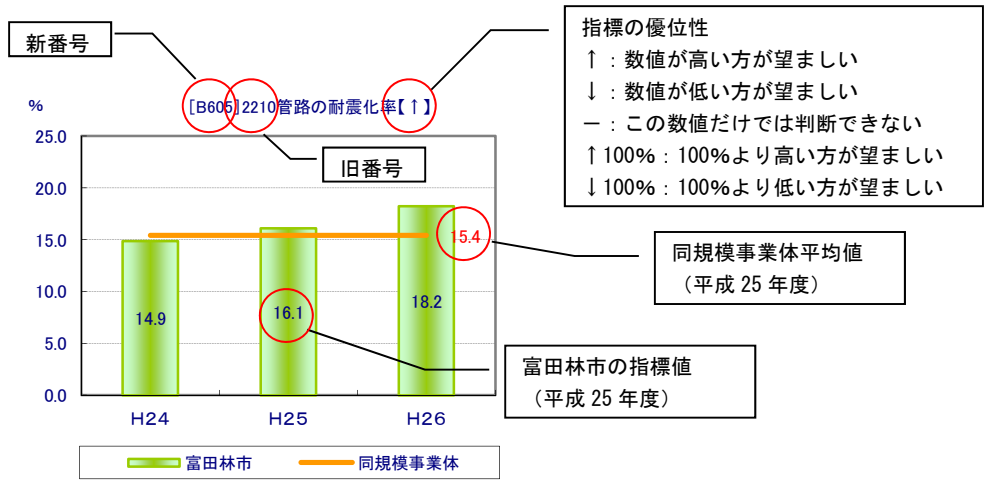 新番号
指標の優位性
↑：数値が高い方が望ましい
↓：数値が低い方が望ましい
－：この数値だけでは判断できない
↑100%：100%より高い方が望ましい
↓100%：100%より低い方が望ましい
%
[B605]2210管路の耐震化率【↑】
旧番号
25.0
20.0
15.0
10.0
5.0
0.0
14.9
16.1
18.2
15.4
同規模事業体平均値
（平成 25 年度）
富田林市の指標値
（平成 25 年度）
H24
H25
H26
富田林市
同規模事業体